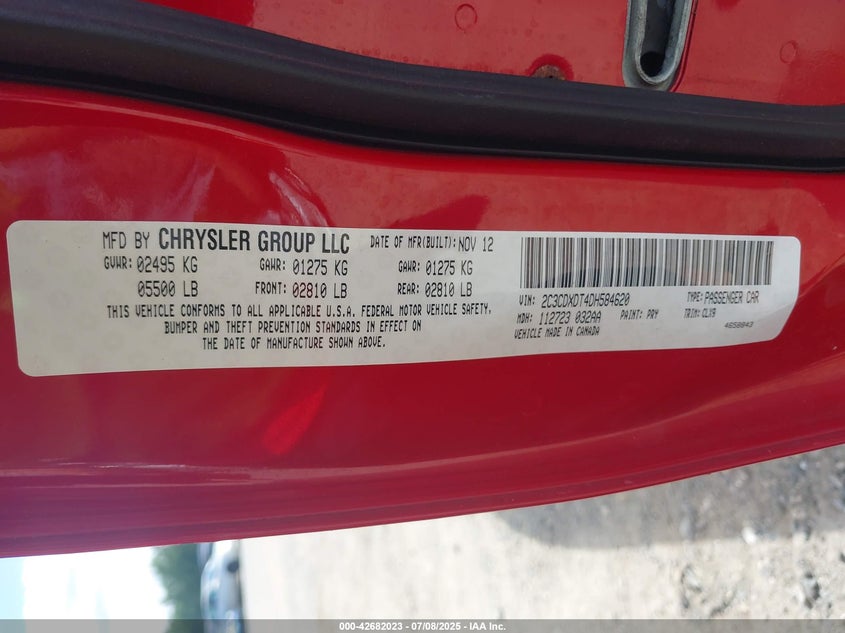 MFD BY CHRYSLER GROUP LLC DATE OF MFR(BUILT): NOV 12
GVWR: 02495 KG GAWR: 01275 KG GAWR: 01275 KG
05500 LB FRONT: 02810 LB REAR: 02810 LB
THIS VEHICLE CONFORMS TO ALL APPLICABLE U.S.A. FEDERAL MOTOR VEHICLE SAFETY,
BUMPER AND THEFT PREVENTION STANDARDS IN EFFECT ON
THE DATE OF MANUFACTURE SHOWN ABOVE.
VIN: 2C3CDXDT4DH584620 TYPE: PASSENGER CAR
MDH: 112723 032AA PAINT: PRY TRIM: CLX9
VEHICLE MADE IN CANADA 4658843
000-42682023 / 07/08/2025 - IAA Inc.